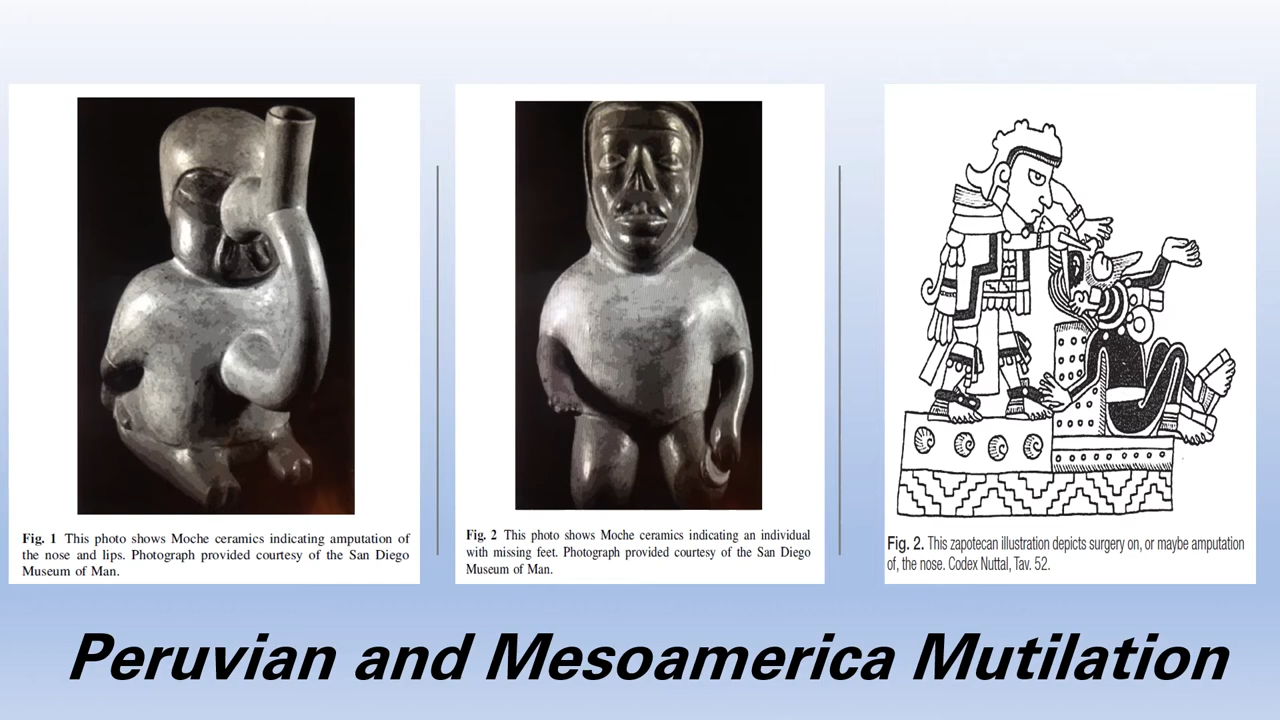 Fig. 1 This photo shows Moche ceramics indicating amputation of
the nose and lips. Photograph provided courtesy of the San Diego
Museum of Man.
Fig. 2 This photo shows Moche ceramics indicating an individual
with missing feet. Photograph provided courtesy of the San Diego
Museum of Man.
Fig. 2. This zapotecan illustration depicts surgery on, or maybe amputation
of, the nose. Codex Nuttal, Tav. 52.
Peruvian and Mesoamerica Mutilation